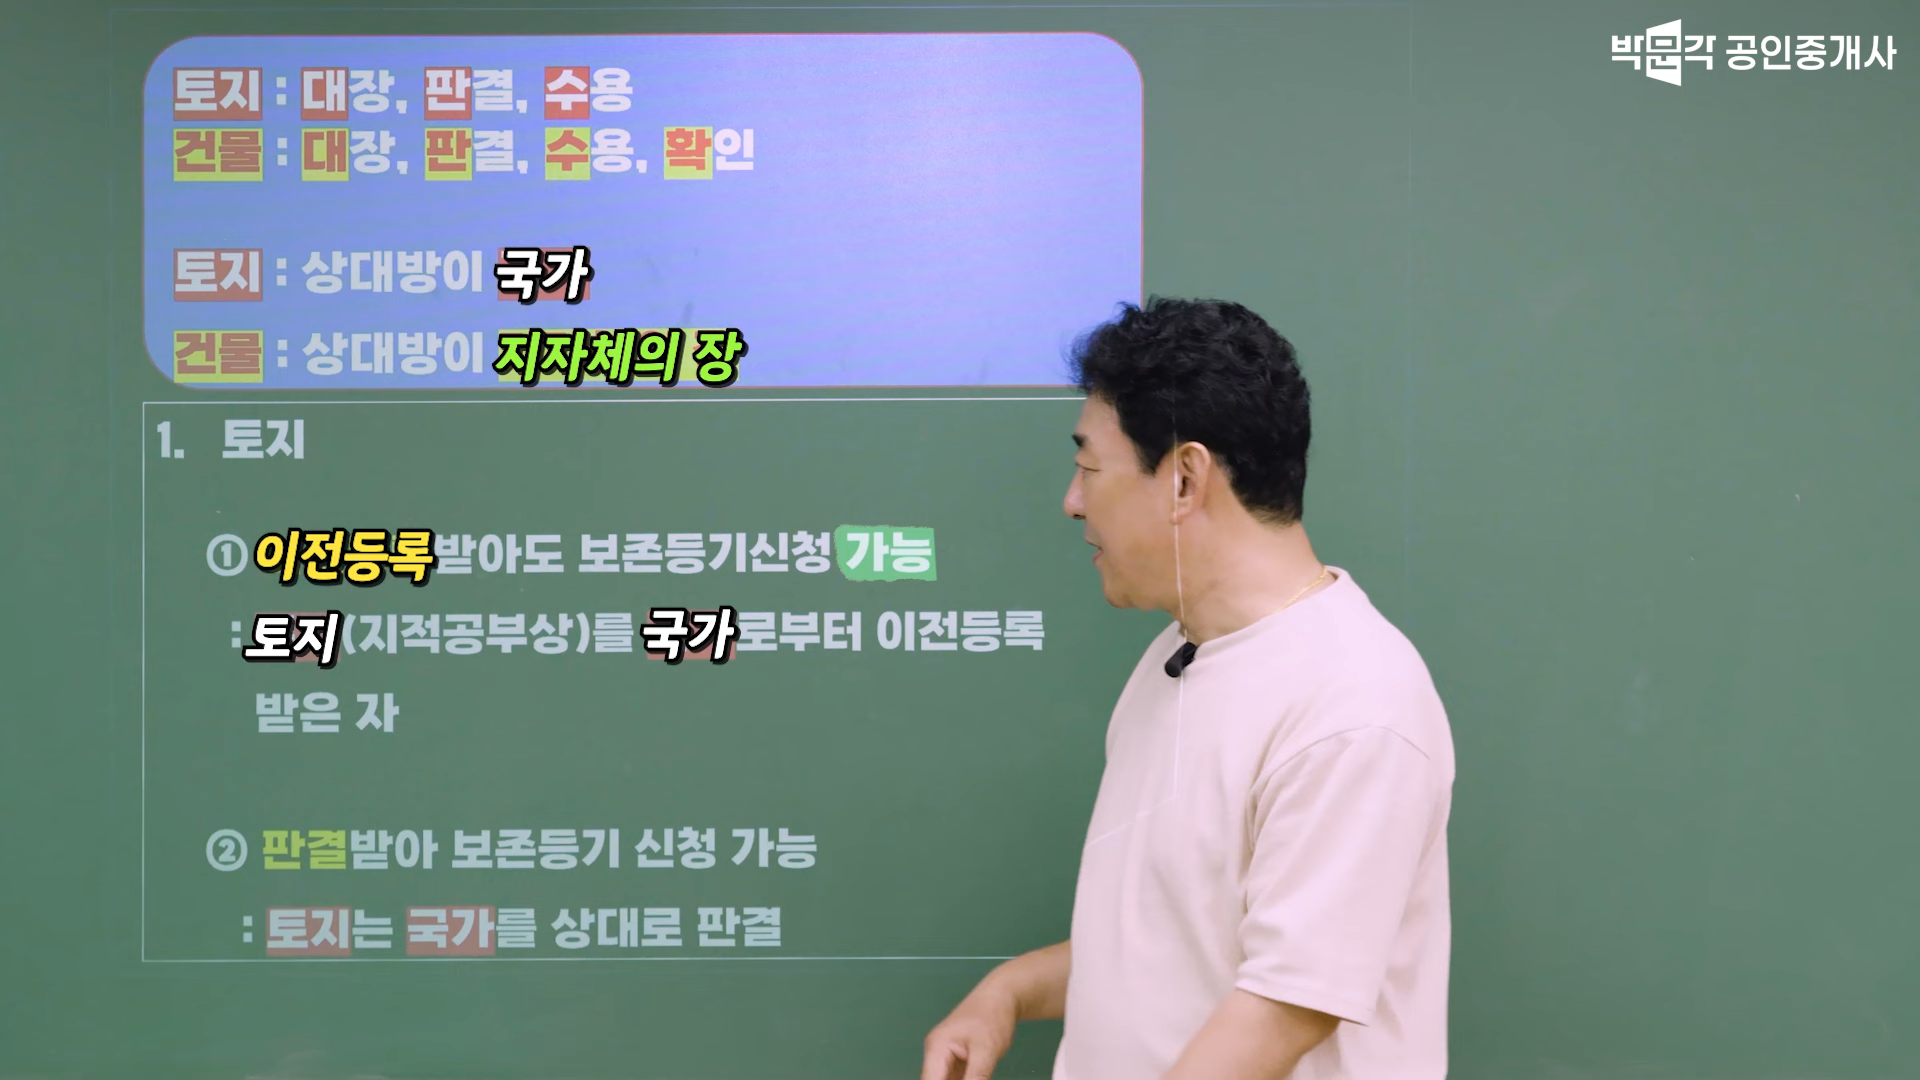 박문각 공인중개사
토지 : 대장, 판결, 수용
건물 : 대장, 판결, 수용, 확인
토지 : 상대방이 국가
건물 : 상대방이 지자체의 장
1. 토지
① 이전등록받아도 보존등기신청 가능
: 토지(지적공부상)를 국가로부터 이전등록
받은 자
② 판결받아 보존등기 신청 가능
: 토지는 국가를 상대로 판결